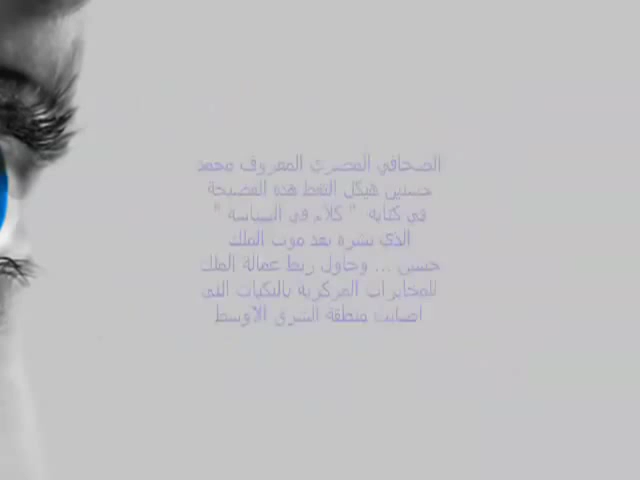 الصحافي المصري المعروف محمد
حسنين هيكل التقط هذه الفضيحة
في كتابه " كلام في السياسة "
الذي نشره بعد موت الملك
حسين ... وحاول ربط عمالة الملك
للمخابرات المركزية بالنكبات التي
اصابت منطقة الشرق الاوسط